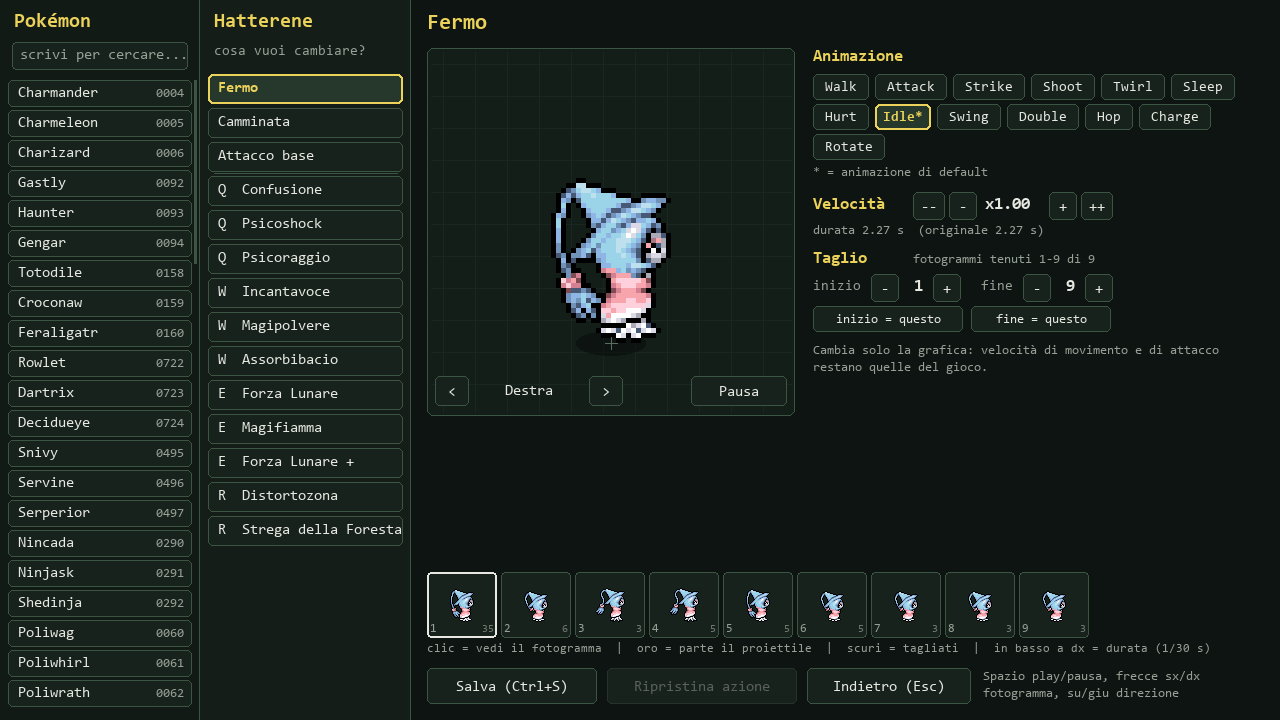 Pokémon
scrivi per cercare...
Charmander 0004
Charmeleon 0005
Charizard 0006
Gastly 0092
Haunter 0093
Gengar 0094
Totodile 0158
Croconaw 0159
Feraligatr 0160
Rowlet 0722
Dartrix 0723
Decidueye 0724
Snivy 0495
Servine 0496
Serperior 0497
Nincada 0290
Ninjask 0291
Shedinja 0292
Poliwag 0060
Poliwhirl 0061
Poliwrath 0062
Hatterene
cosa vuoi cambiare?
Fermo
Camminata
Attacco base
Q Confusione
Q Psicoshock
Q Psicoraggio
W Incantavoce
W Magipolvere
W Assorbibacio
E Forza Lunare
E Magifiamma
E Forza Lunare +
R Distortozona
R Strega della Foresta
Fermo
< Destra > Pausa
Animazione
Walk Attack Strike Shoot Twirl Sleep
Hurt Idle* Swing Double Hop Charge
Rotate
* = animazione di default
Velocità -- - x1.00 + ++
durata 2.27 s (originale 2.27 s)
Taglio fotogrammi tenuti 1-9 di 9
inizio - 1 + fine - 9 +
inizio = questo fine = questo
Cambia solo la grafica: velocità di movimento e di attacco
restano quelle del gioco.
1 35 2 6 3 3 4 5 5 5 6 5 7 3 8 3 9 3
clic = vedi il fotogramma | oro = parte il proiettile | scuri = tagliati | in basso a dx = durata (1/30 s)
Salva (Ctrl+S) Ripristina azione Indietro (Esc)
Spazio play/pausa, frecce sx/dx
fotogramma, su/giu direzione